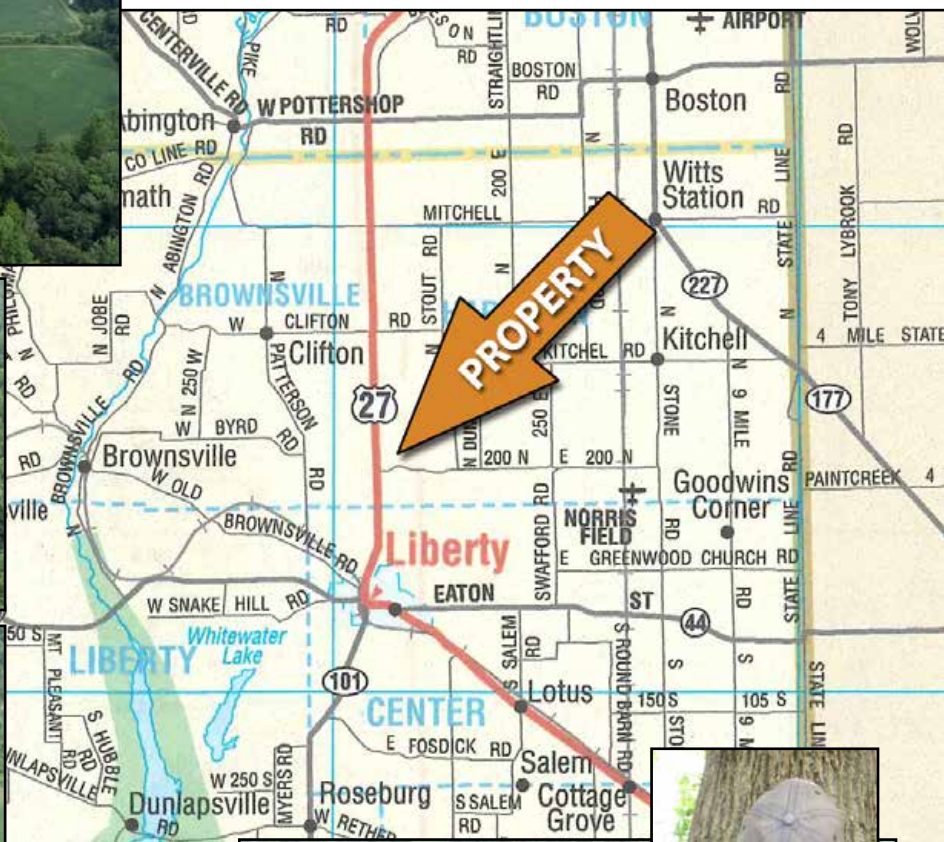 CENTERVILLE RD
PIKE
RD
ON
RD
BOSTON
AIRPORT
BOSTON
RD
Boston
RD
W POTTERSHOP
RD
CO LINE RD
200 E
N
Witts
Station
RD
LINE
STATE
RD
TONY LYBROOK
MITCHELL
N ABINGTON RD
STOUT RD
N
PROPERTY
227
BROWNSVILLE
W CLIFTON RD
Clifton
N
PATTERSON
RD
N JOBE
RD
W N 250 W
27
KITCHEL RD
Kitchell
N
STONE
RD
N 9 MILE
RD
4 MILE STATE
177
W BYRD
RD
Brownsville
N BROWNSVILLE RD
RD
W OLD
BROWNSVILLE RD
200 N
E 200 N
NORRIS
FIELD
Goodwins
Corner
PAINTCREEK 4
STATE LINE RD
SWAFFORD RD
E GREENWOOD CHURCH RD
Liberty
W SNAKE HILL RD
EATON
ST
44
LIBERTY
Whitewater
Lake
MT PLEASANT
RD
S HUBBLE
RD
101
CENTER
S SALEM
RD
Lotus
S ROUND BARN RD
150 S
105 S
S
S
E FOSDICK RD
W 250 S
MYERS RD
Dunlapsville
RD
Roseburg
Salem
S SALEM
RD
Cottage
Grove